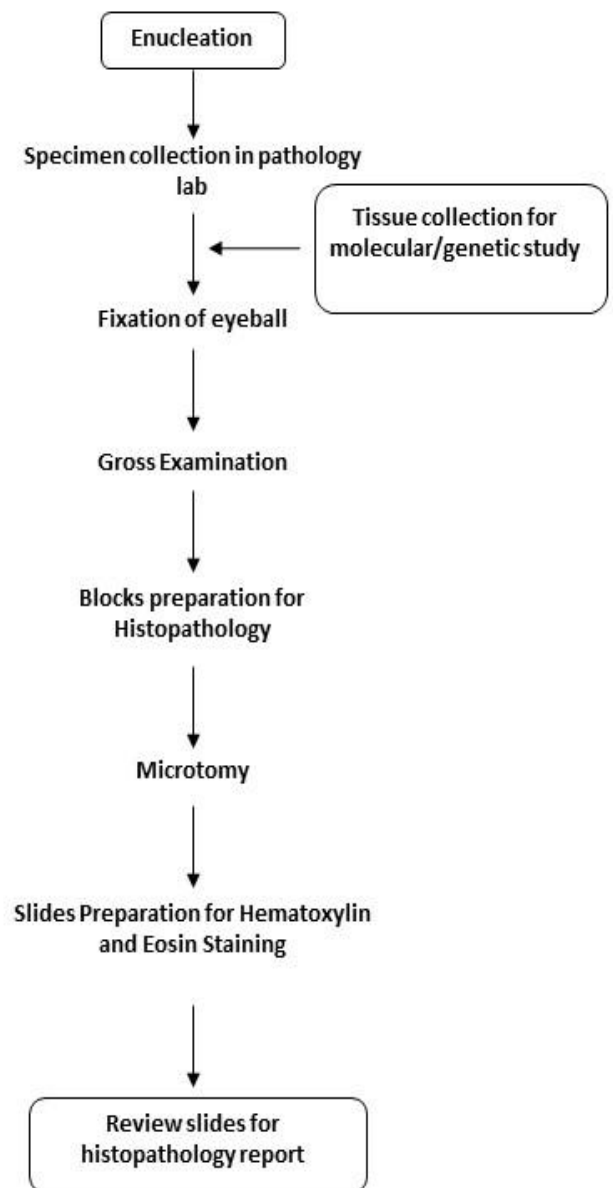 Enucleation
Specimen collection in pathology
lab
Tissue collection for
molecular/genetic study
Fixation of eyeball
Gross Examination
Blocks preparation for
Histopathology
Microtomy
Slides Preparation for Hematoxylin
and Eosin Staining
Review slides for
histopathology report